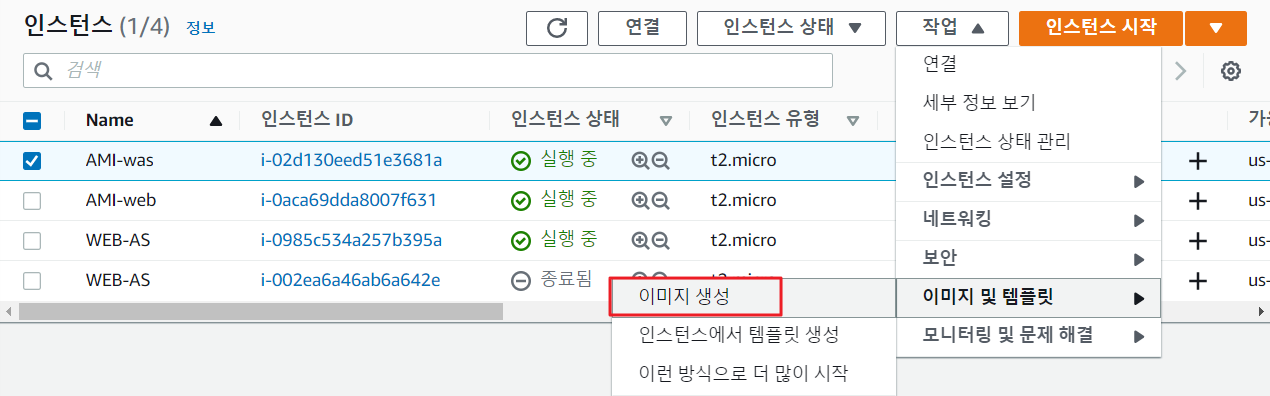 인스턴스 (1/4) 정보 연결 인스턴스 상태 작업 인스턴스 시작
검색
연결
세부 정보 보기
인스턴스 상태 관리
인스턴스 설정
네트워킹
보안
이미지 및 템플릿
모니터링 및 문제 해결
이미지 생성
인스턴스에서 템플릿 생성
이런 방식으로 더 많이 시작
Name 인스턴스 ID 인스턴스 상태 인스턴스 유형
AMI-was i-02d130eed51e3681a 실행 중 t2.micro us-
AMI-web i-0aca69dda8007f631 실행 중 t2.micro us-
WEB-AS i-0985c534a257b395a 실행 중 t2.micro us-
WEB-AS i-002ea6a46ab6a642e 종료됨 us-